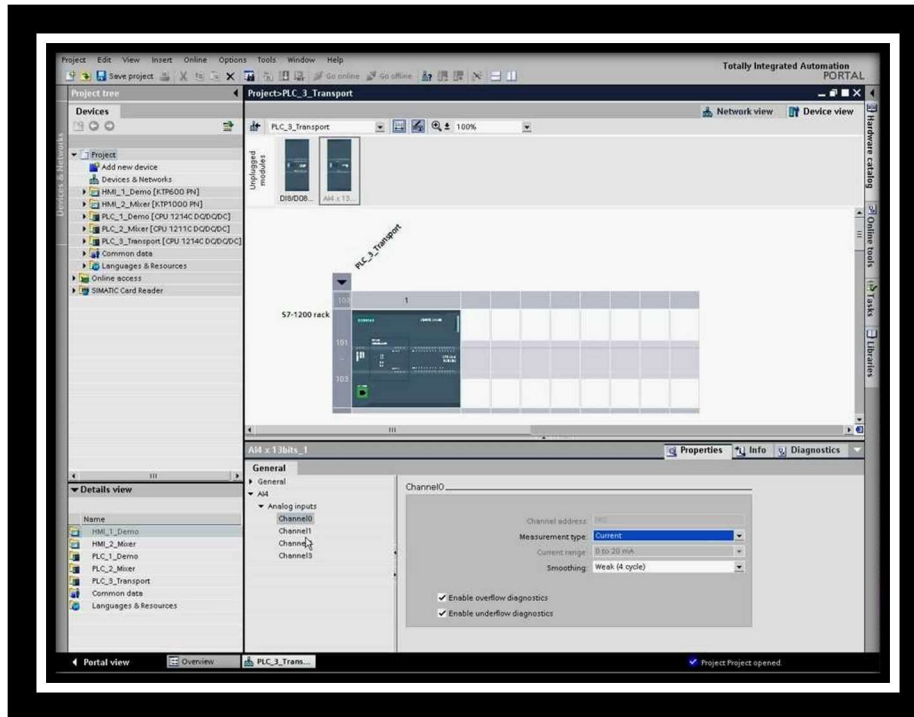 Project Edit View Insert Online Options Tools Window Help
Totally Integrated Automation
PORTAL
Save project Go online Go offline
Project tree
Project>PLC_3_Transport
Devices
Network view Device view
PLC_3_Transport 100%
Devices & Networks
Project
Add new device
Devices & Networks
HMI_1_Demo [KTP600 PN]
HMI_2_Mixer [KTP1000 PN]
PLC_1_Demo [CPU 1214C DC/DC/DC]
PLC_2_Mixer [CPU 1211C DC/DC/DC]
PLC_3_Transport [CPU 1214C DC/DC/DC]
Common data
Languages & Resources
Online access
SIMATIC Card Reader
Unplugged modules
DI8/DO8... AI4 x 13...
PLC_3_Transport
103 1
S7-1200 rack
101
103
Hardware catalog
Online tools
Tasks
Libraries
AI4 x 13bits_1
Properties Info Diagnostics
General
General
AI4
Analog inputs
Channel0
Channel1
Channel3
Channel0
Channel address:
Measurement type: Current
Current range: 0 to 20 mA
Smoothing: Weak (4 cycle)
Enable overflow diagnostics
Enable underflow diagnostics
Details view
Name
HMI_1_Demo
HMI_2_Mixer
PLC_1_Demo
PLC_2_Mixer
PLC_3_Transport
Common data
Languages & Resources
Portal view Overview PLC_3_Trans... Project Project opened.